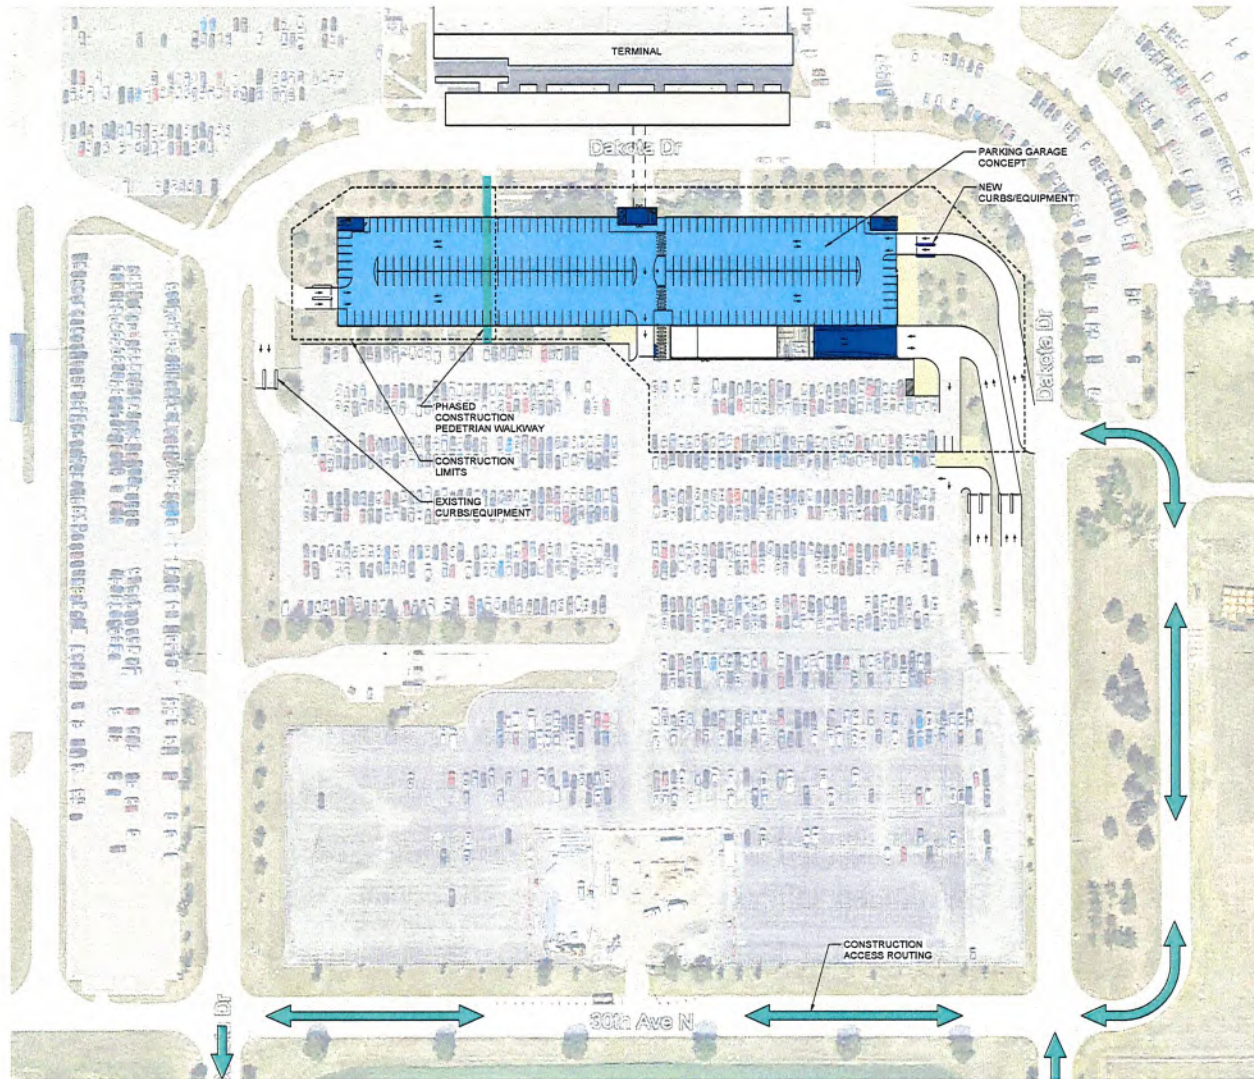 TERMINAL
Dakota Dr
PARKING GARAGE
CONCEPT
NEW
CURBS/EQUIPMENT
Dakota Dr
PHASED
CONSTRUCTION
PEDETRIAN WALKWAY
CONSTRUCTION
LIMITS
EXISTING
CURBS/EQUIPMENT
CONSTRUCTION
ACCESS ROUTING
30th Ave N
Dr